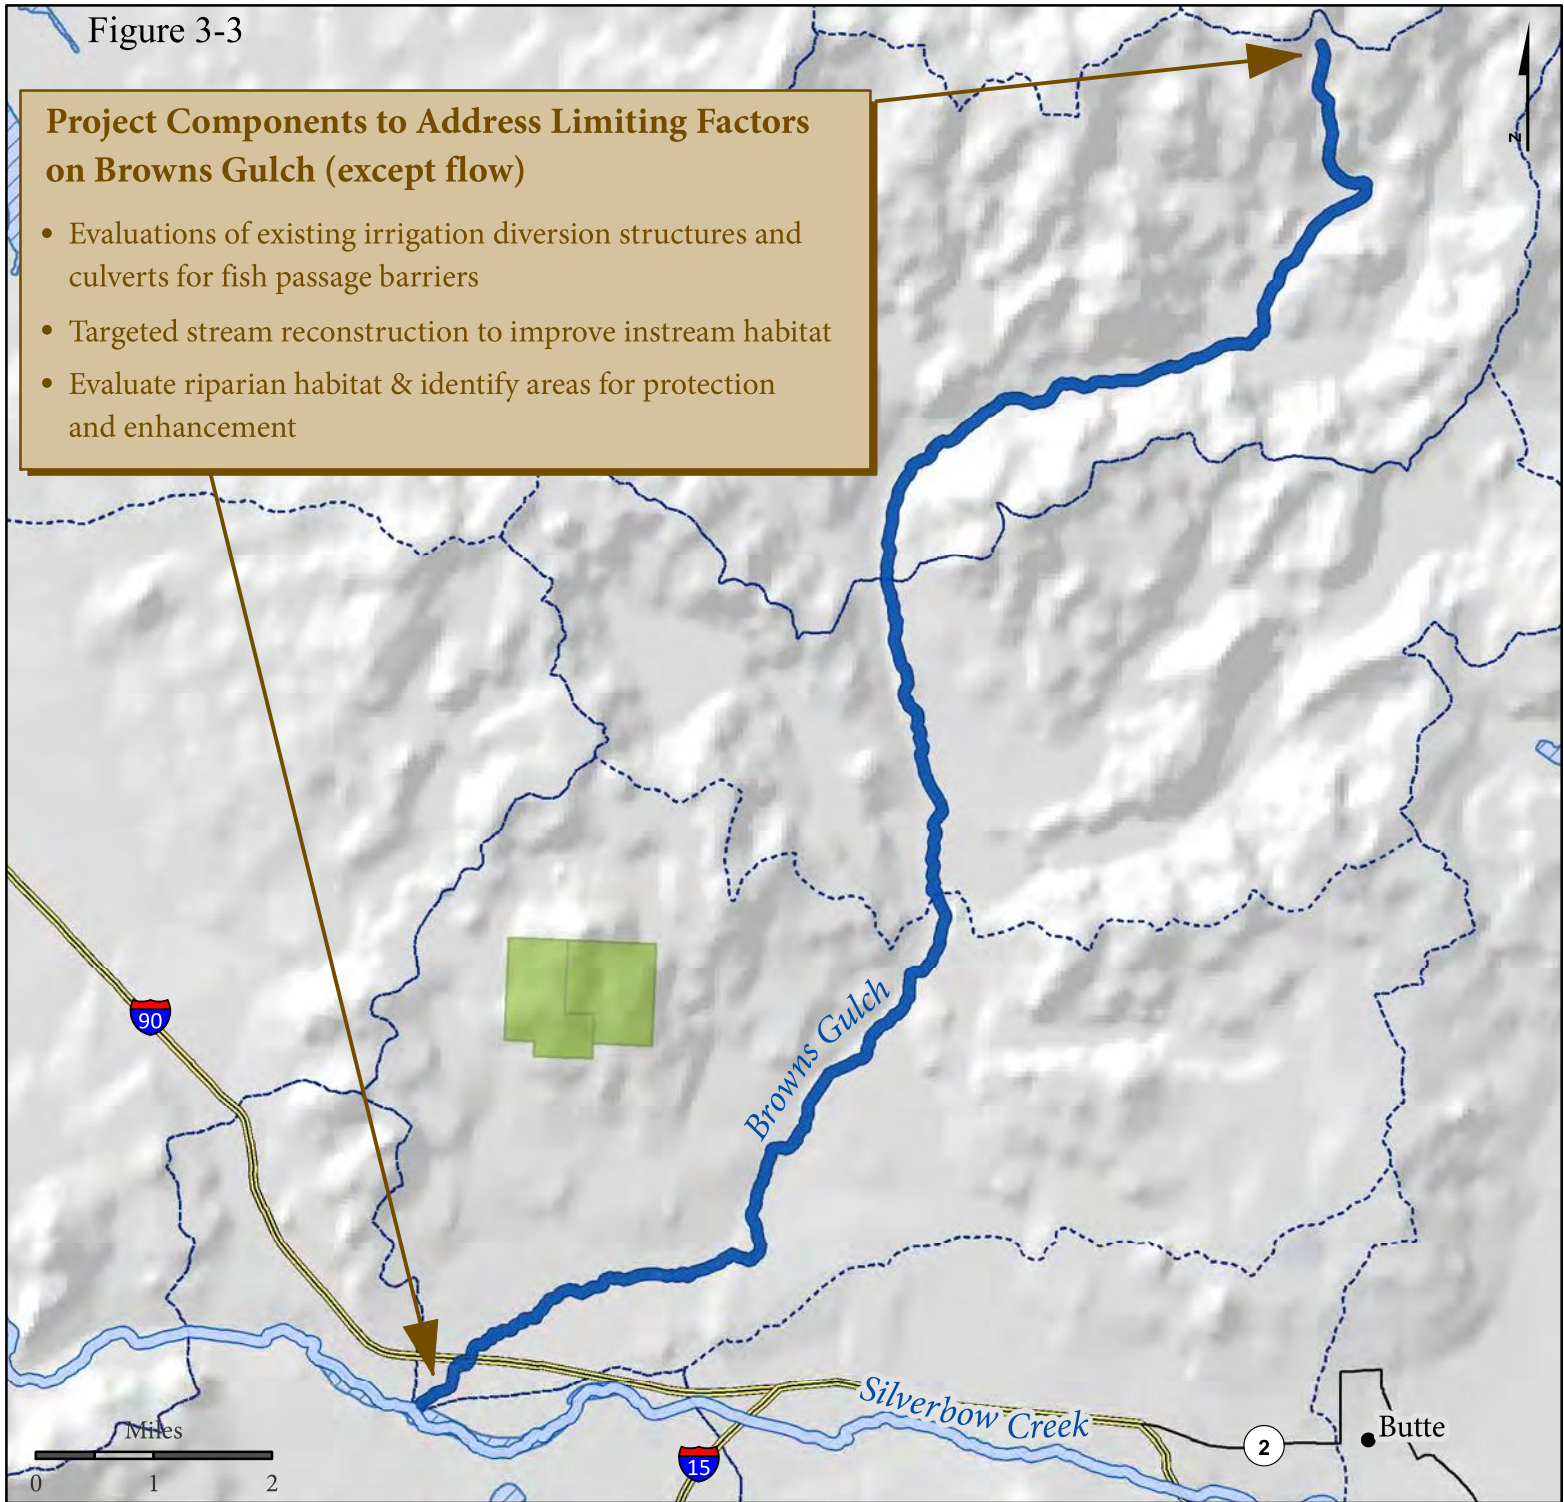 Figure 3-3
Project Components to Address Limiting Factors
on Browns Gulch (except flow)
• Evaluations of existing irrigation diversion structures and
culverts for fish passage barriers
• Targeted stream reconstruction to improve instream habitat
• Evaluate riparian habitat & identify areas for protection
and enhancement
N
90
Browns Gulch
Silverbow Creek
Butte
2
15
Miles
0 1 2